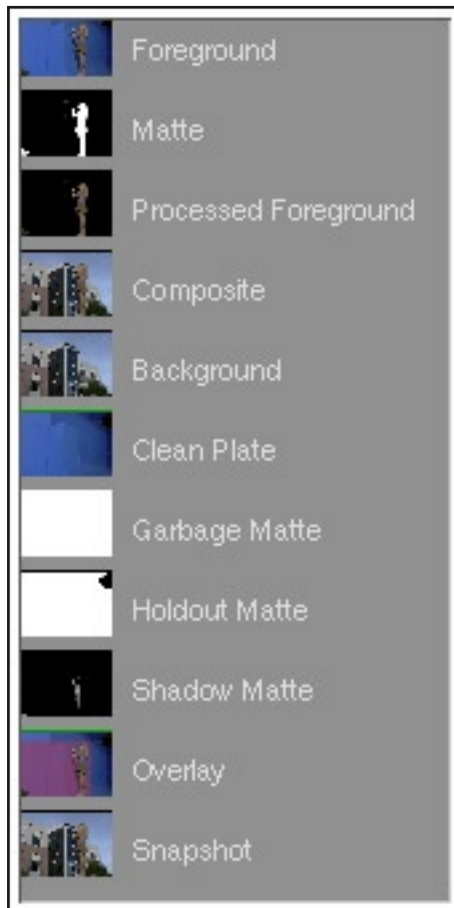 Foreground
Matte
Processed Foreground
Composite
Background
Clean Plate
Garbage Matte
Holdout Matte
Shadow Matte
Overlay
Snapshot